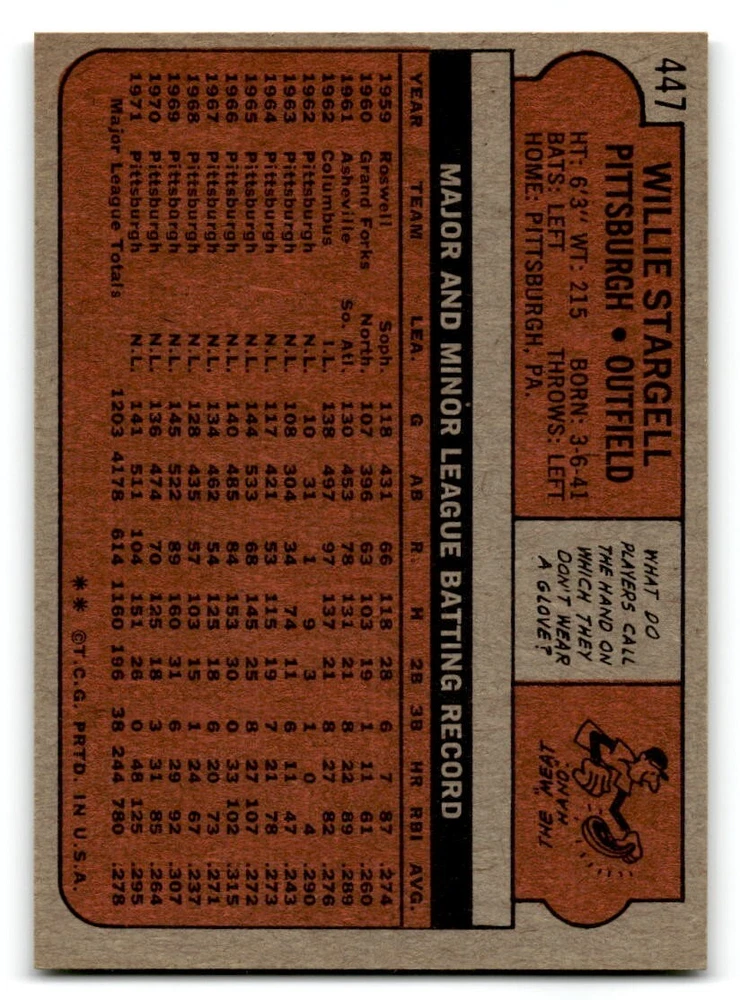 447
WILLIE STARGELL
PITTSBURGH • OUTFIELD
HT: 6'3" WT: 215 BORN: 3-6-41
BATS: LEFT THROWS: LEFT
HOME: PITTSBURGH, PA.
WHAT DO
PLAYERS CALL
THE HAND ON
WHICH THEY
DON'T WEAR
A GLOVE?
THE "MEAT
HAND."
MAJOR AND MINOR LEAGUE BATTING RECORD
YEAR TEAM LEA. G AB R H 2B 3B HR RBI AVG.
1959 Roswell Soph. 118 431 66 118 28 6 7 87 .274
1960 Grand Forks North. 107 396 63 103 19 1 11 61 .260
1961 Asheville So. Atl. 130 453 78 131 21 8 22 89 .289
1962 Columbus I.L. 138 497 97 137 21 8 27 82 .276
1962 Pittsburgh N.L. 10 31 1 9 3 1 0 4 .290
1963 Pittsburgh N.L. 108 304 34 74 11 6 11 47 .243
1964 Pittsburgh N.L. 117 421 53 115 19 7 21 78 .273
1965 Pittsburgh N.L. 144 533 68 145 25 8 27 107 .272
1966 Pittsburgh N.L. 140 485 84 153 30 0 33 102 .315
1967 Pittsburgh N.L. 134 462 54 125 18 6 20 73 .271
1968 Pittsburgh N.L. 128 435 57 103 15 1 24 67 .237
1969 Pittsburgh N.L. 145 522 89 160 31 6 29 92 .307
1970 Pittsburgh N.L. 136 474 70 125 18 3 31 85 .264
1971 Pittsburgh N.L. 141 511 104 151 26 0 48 125 .295
Major League Totals 1203 4178 614 1160 196 38 244 780 .278
** ©T.C.G. PRTD. IN U.S.A.